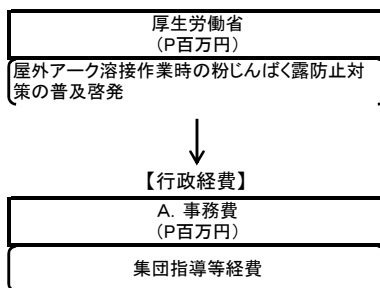 厚生労働省
(P百万円)
屋外アーク溶接作業時の粉じんばく露防止対
策の普及啓発
【行政経費】
A. 事務費
(P百万円)
集団指導等経費